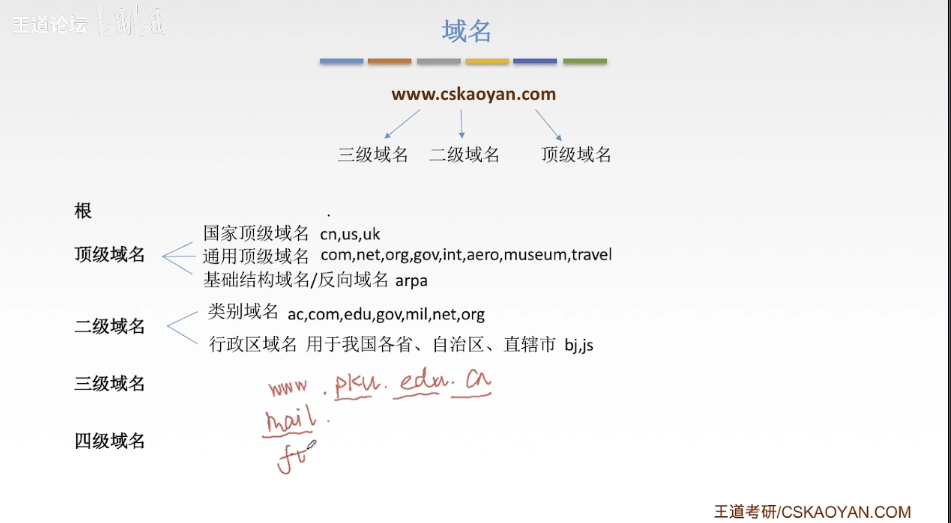 王道论坛 bilibili
域名
www.cskaoyan.com
三级域名 二级域名 顶级域名
根 .
国家顶级域名 cn,us,uk
顶级域名 通用顶级域名 com,net,org,gov,int,aero,museum,travel
基础结构域名/反向域名 arpa
类别域名 ac,com,edu,gov,mil,net,org
二级域名
行政区域名 用于我国各省、自治区、直辖市 bj,js
三级域名 www.pku.edu.cn
mail.
四级域名
ft
王道考研/CSKAOYAN.COM